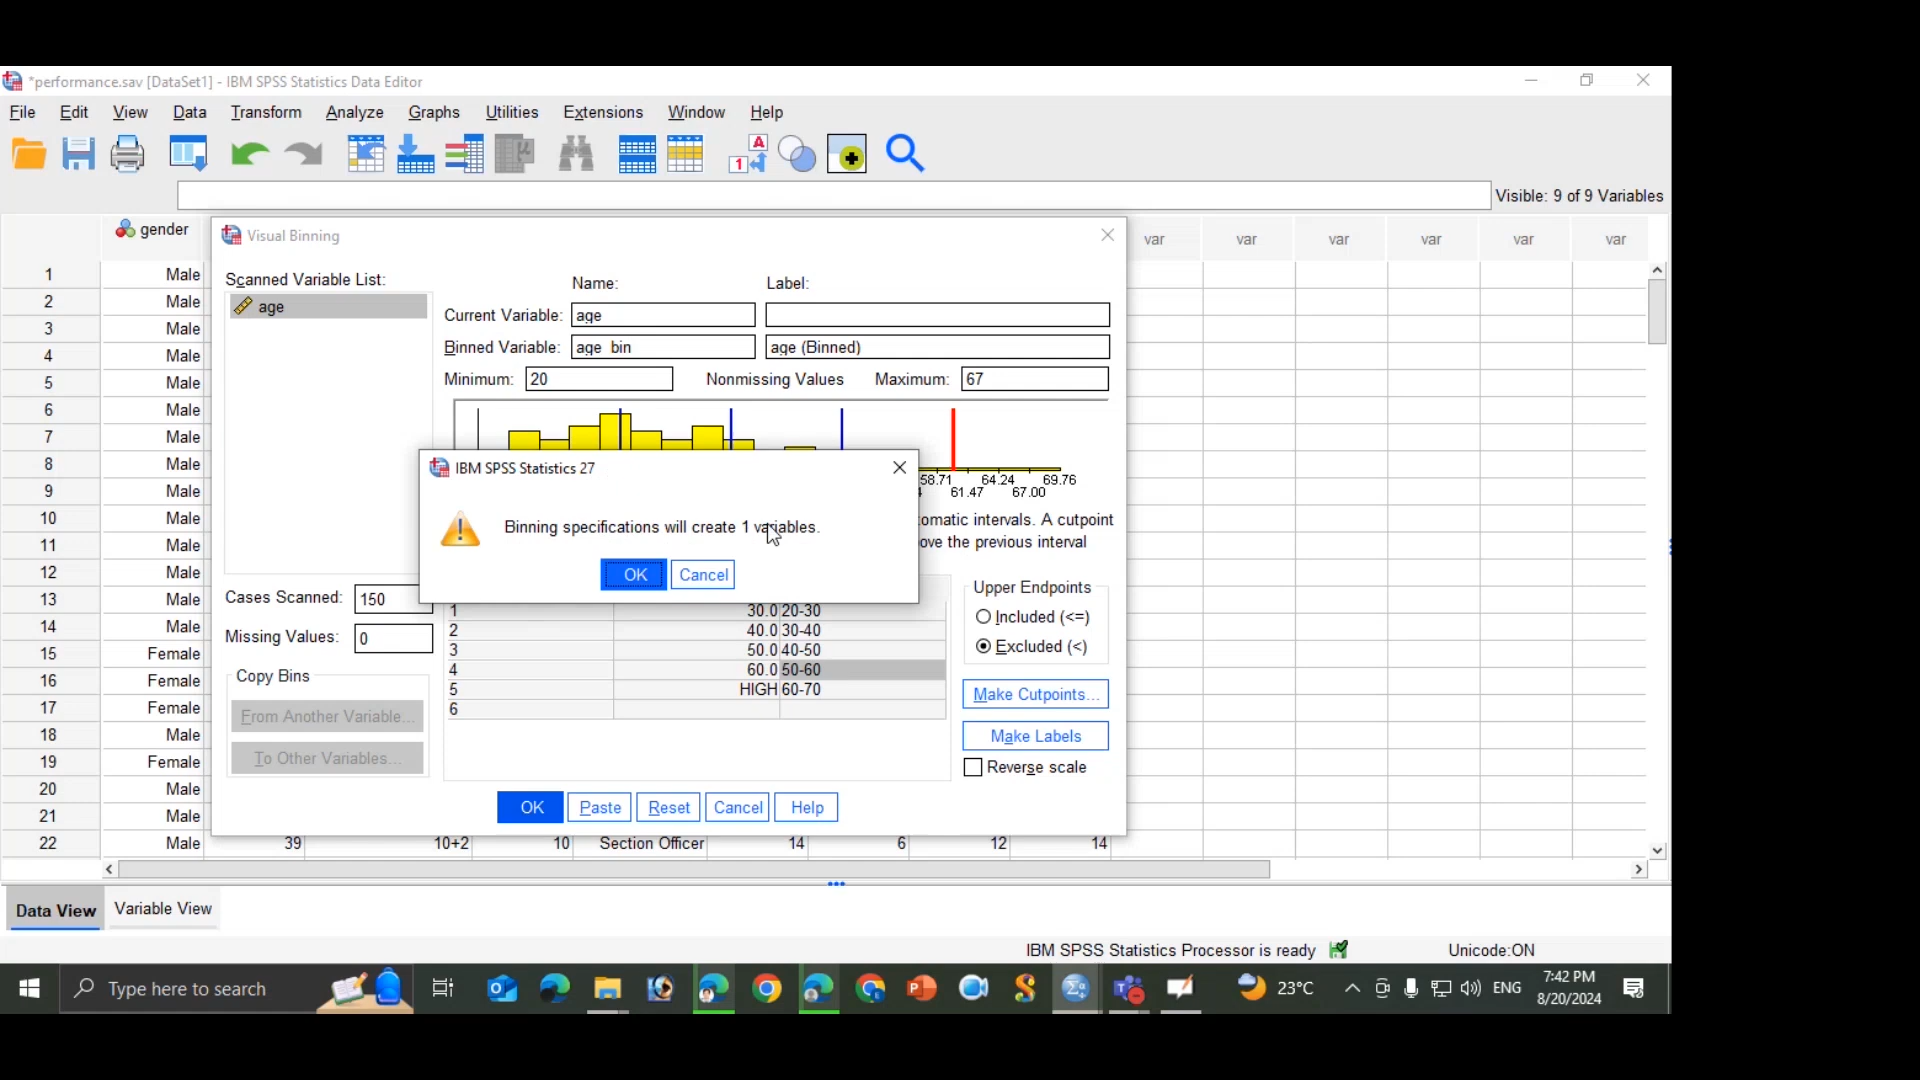 *performance.sav [DataSet1] - IBM SPSS Statistics Data Editor
File Edit View Data Transform Analyze Graphs Utilities Extensions Window Help
Visible: 9 of 9 Variables
gender var var var var var var
Visual Binning
Scanned Variable List:
age
Name: Label:
Current Variable: age
Binned Variable: age_bin age (Binned)
Minimum: 20 Nonmissing Values Maximum: 67
58.71 64.24 69.76
61.47 67.00
IBM SPSS Statistics 27
Binning specifications will create 1 variables.
OK Cancel
omatic intervals. A cutpoint
ove the previous interval
Cases Scanned: 150
Missing Values: 0
Copy Bins
From Another Variable...
To Other Variables...
1 30.0 20-30
2 40.0 30-40
3 50.0 40-50
4 60.0 50-60
5 HIGH 60-70
6
Upper Endpoints
Included (<=)
Excluded (<)
Make Cutpoints...
Make Labels
Reverse scale
OK Paste Reset Cancel Help
1 Male
2 Male
3 Male
4 Male
5 Male
6 Male
7 Male
8 Male
9 Male
10 Male
11 Male
12 Male
13 Male
14 Male
15 Female
16 Female
17 Female
18 Male
19 Female
20 Male
21 Male
22 Male 39 10+2 10 Section Officer 14 6 12 14
Data View Variable View
IBM SPSS Statistics Processor is ready Unicode:ON
Type here to search
23°C ENG 7:42 PM
8/20/2024